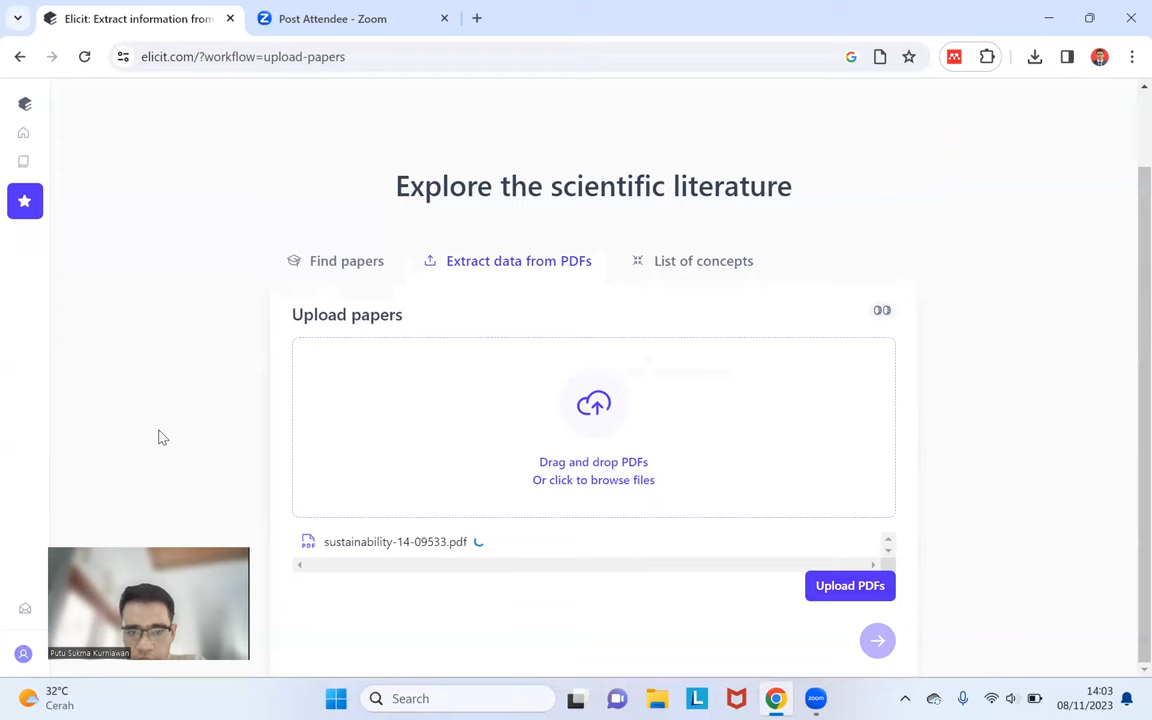 Elicit: Extract information from
Post Attendee - Zoom
elicit.com/?workflow=upload-papers
Explore the scientific literature
Find papers
Extract data from PDFs
List of concepts
Upload papers
Drag and drop PDFs
Or click to browse files
sustainability-14-09533.pdf
Upload PDFs
Putu Sukma Kurniawan
32°C
Cerah
Search
14:03
08/11/2023